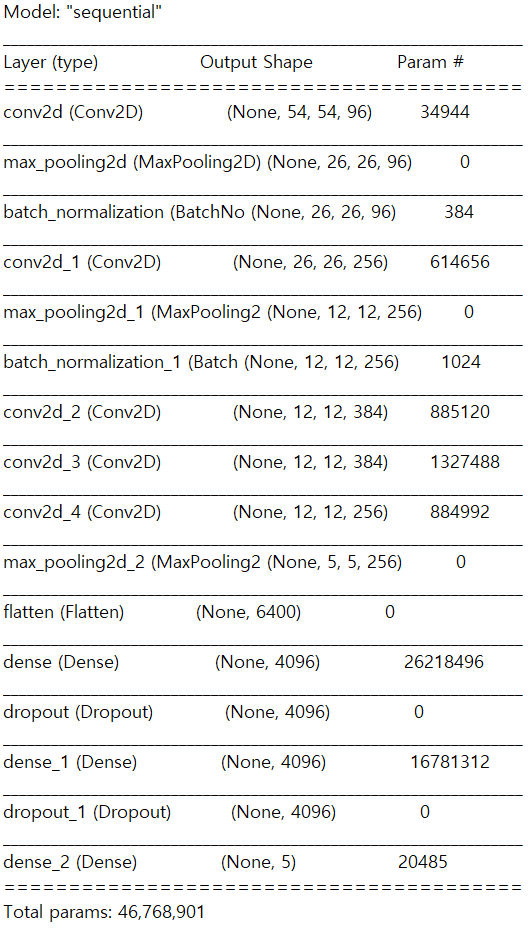 Model: "sequential"
_________________________________________________________________
Layer (type) Output Shape Param #
=================================================================
conv2d (Conv2D) (None, 54, 54, 96) 34944
_________________________________________________________________
max_pooling2d (MaxPooling2D) (None, 26, 26, 96) 0
_________________________________________________________________
batch_normalization (BatchNo (None, 26, 26, 96) 384
_________________________________________________________________
conv2d_1 (Conv2D) (None, 26, 26, 256) 614656
_________________________________________________________________
max_pooling2d_1 (MaxPooling2 (None, 12, 12, 256) 0
_________________________________________________________________
batch_normalization_1 (Batch (None, 12, 12, 256) 1024
_________________________________________________________________
conv2d_2 (Conv2D) (None, 12, 12, 384) 885120
_________________________________________________________________
conv2d_3 (Conv2D) (None, 12, 12, 384) 1327488
_________________________________________________________________
conv2d_4 (Conv2D) (None, 12, 12, 256) 884992
_________________________________________________________________
max_pooling2d_2 (MaxPooling2 (None, 5, 5, 256) 0
_________________________________________________________________
flatten (Flatten) (None, 6400) 0
_________________________________________________________________
dense (Dense) (None, 4096) 26218496
_________________________________________________________________
dropout (Dropout) (None, 4096) 0
_________________________________________________________________
dense_1 (Dense) (None, 4096) 16781312
_________________________________________________________________
dropout_1 (Dropout) (None, 4096) 0
_________________________________________________________________
dense_2 (Dense) (None, 5) 20485
=================================================================
Total params: 46,768,901